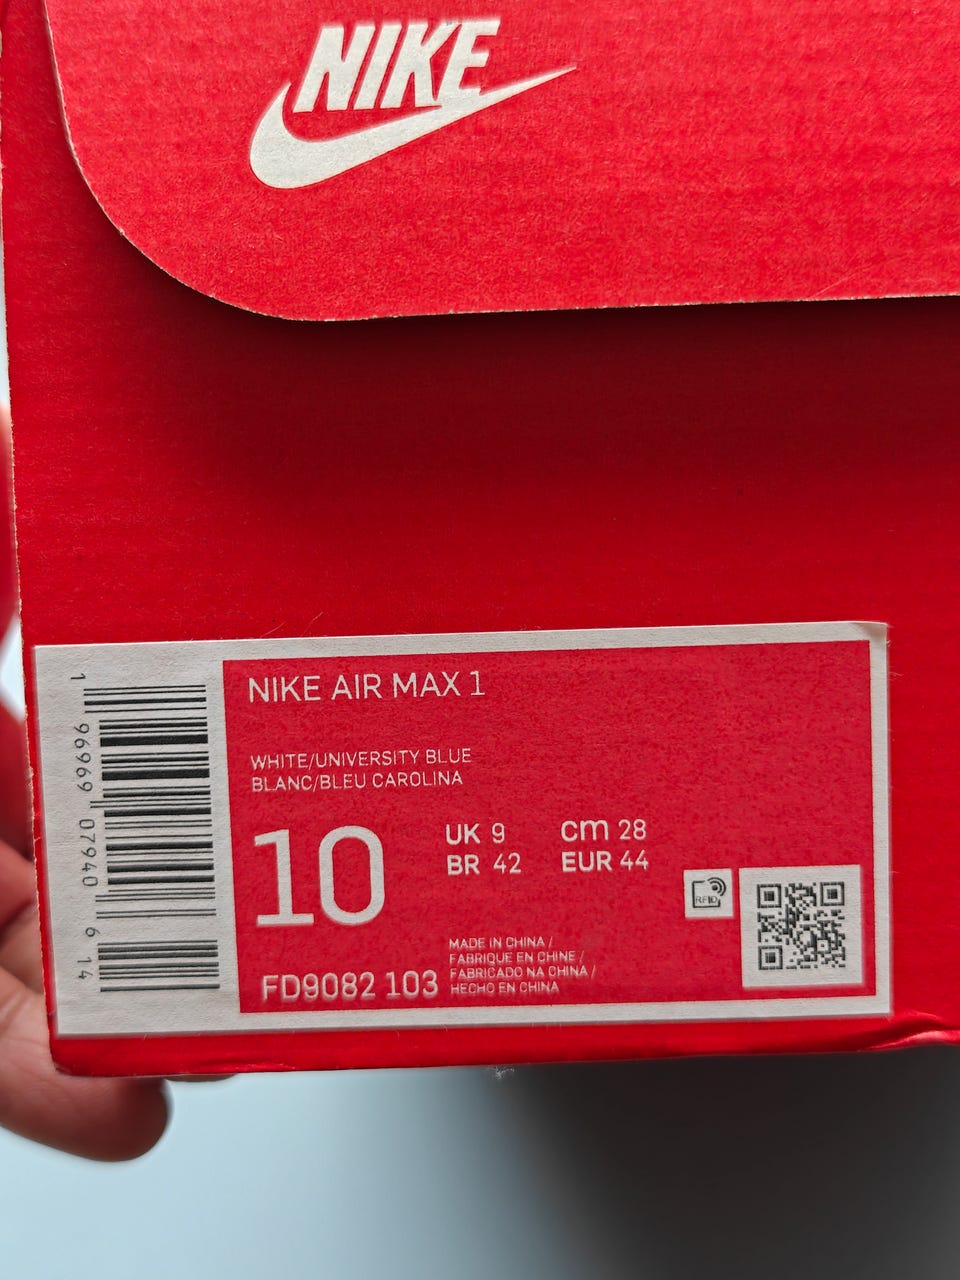 NIKE
NIKE AIR MAX 1
WHITE/UNIVERSITY BLUE
BLANC/BLEU CAROLINA
10
UK 9
cm 28
BR 42
EUR 44
RFID
MADE IN CHINA /
FABRIQUE EN CHINE /
FABRICADO NA CHINA /
HECHO EN CHINA
FD9082 103
1 96969 07940 6 14